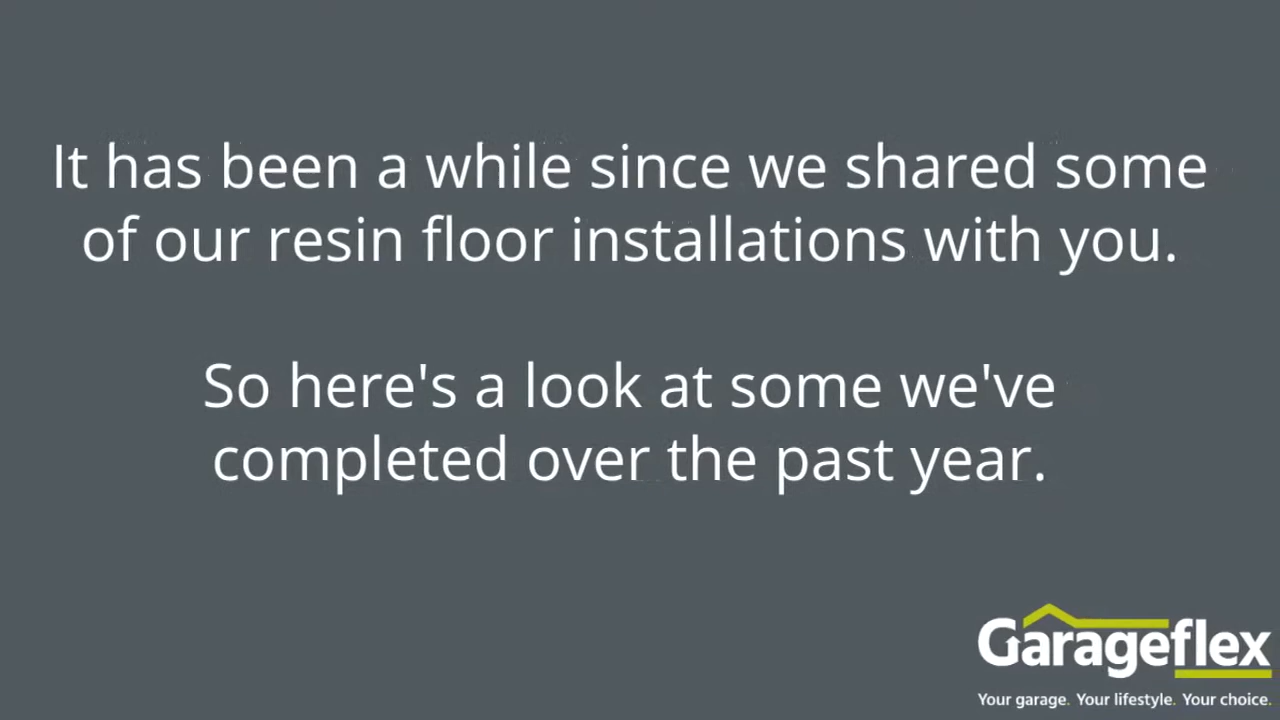 It has been a while since we shared some
of our resin floor installations with you.
So here's a look at some we've
completed over the past year.
Garageflex
Your garage. Your lifestyle. Your choice.